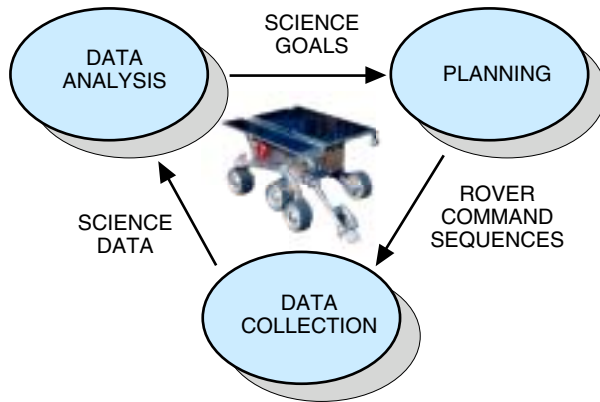 SCIENCE
GOALS
DATA
ANALYSIS
PLANNING
ROVER
COMMAND
SEQUENCES
SCIENCE
DATA
DATA
COLLECTION